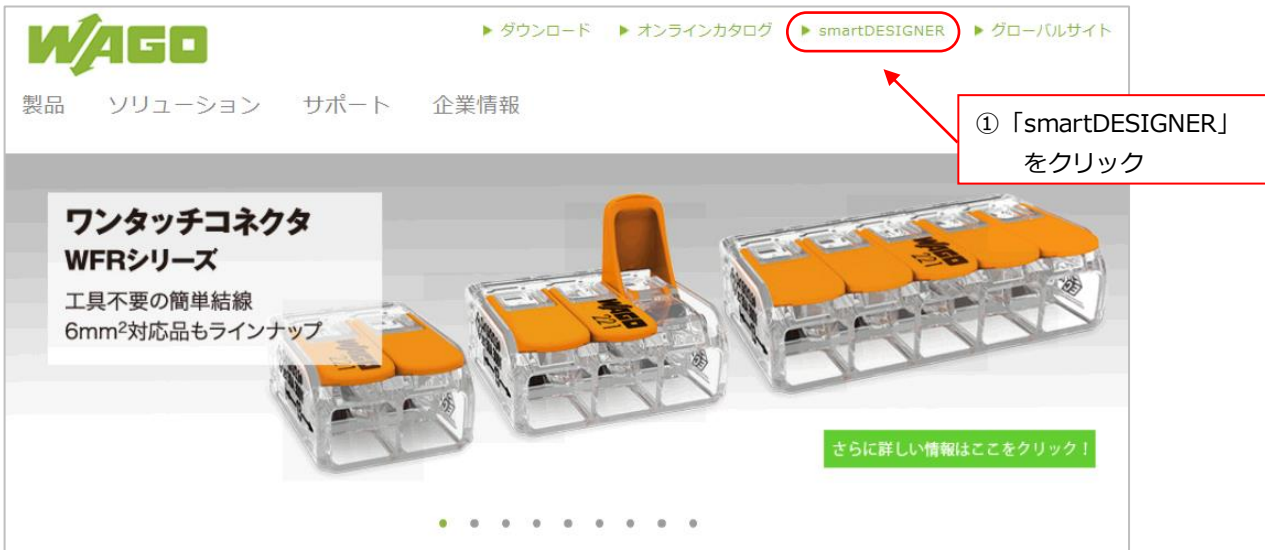 WAGO
▶ ダウンロード ▶ オンラインカタログ ▶ smartDESIGNER ▶ グローバルサイト
製品 ソリューション サポート 企業情報
①「smartDESIGNER」
をクリック
ワンタッチコネクタ
WFRシリーズ
工具不要の簡単結線
6mm²対応品もラインナップ
WAGO
221
WAGO
221
さらに詳しい情報はここをクリック！